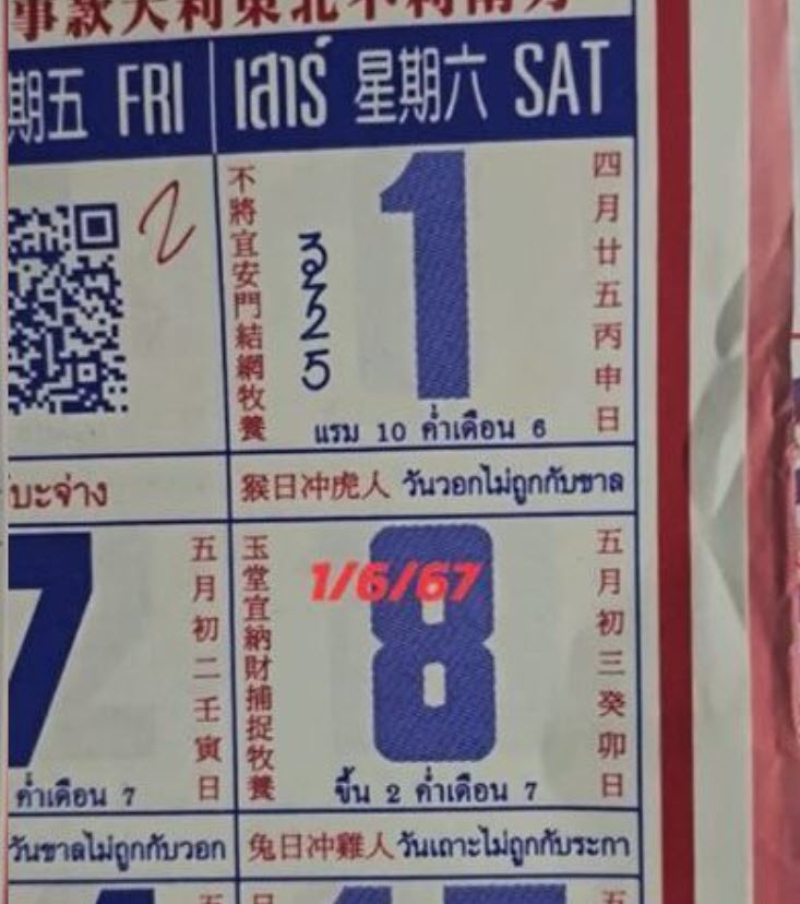 事款大利東北不利南方
期五 FRI
เสาร์ 星期六 SAT
2
不將宜安門結網牧養
3
2
2
5
1
四月廿五丙申日
แรม 10 ค่ำเดือน 6
บะจ่าง
猴日冲虎人 วันวอกไม่ถูกกับขาล
7
五月初二壬寅日
ค่ำเดือน 7
玉堂宜納財捕捉牧養
1/6/67
8
五月初三癸卯日
ขึ้น 2 ค่ำเดือน 7
วันขาลไม่ถูกกับวอก
兔日冲雞人 วันเถาะไม่ถูกกับระกา